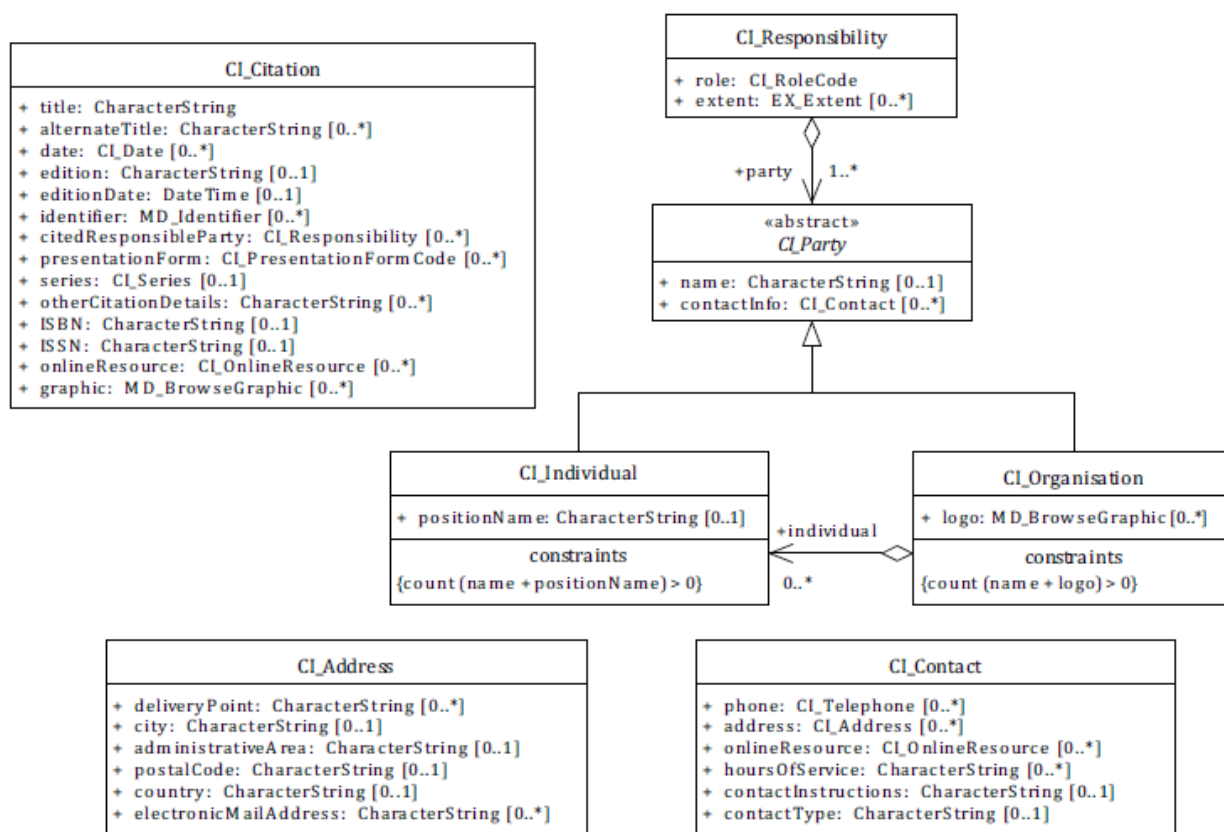 CI_Citation
+ title: CharacterString
+ alternateTitle: CharacterString [0..*]
+ date: CI_Date [0..*]
+ edition: CharacterString [0..1]
+ editionDate: DateTime [0..1]
+ identifier: MD_Identifier [0..*]
+ citedResponsibleParty: CI_Responsibility [0..*]
+ presentationForm: CI_PresentationFormCode [0..*]
+ series: CI_Series [0..1]
+ otherCitationDetails: CharacterString [0..*]
+ ISBN: CharacterString [0..1]
+ ISSN: CharacterString [0..1]
+ onlineResource: CI_OnlineResource [0..*]
+ graphic: MD_BrowseGraphic [0..*]
CI_Responsibility
+ role: CI_RoleCode
+ extent: EX_Extent [0..*]
+party 1..*
«abstract»
CI_Party
+ name: CharacterString [0..1]
+ contactInfo: CI_Contact [0..*]
CI_Individual
+ positionName: CharacterString [0..1]
constraints
{count (name + positionName) > 0}
+individual
0..*
CI_Organisation
+ logo: MD_BrowseGraphic [0..*]
constraints
{count (name + logo) > 0}
CI_Address
+ deliveryPoint: CharacterString [0..*]
+ city: CharacterString [0..1]
+ administrativeArea: CharacterString [0..1]
+ postalCode: CharacterString [0..1]
+ country: CharacterString [0..1]
+ electronicMailAddress: CharacterString [0..*]
CI_Contact
+ phone: CI_Telephone [0..*]
+ address: CI_Address [0..*]
+ onlineResource: CI_OnlineResource [0..*]
+ hoursOfService: CharacterString [0..*]
+ contactInstructions: CharacterString [0..1]
+ contactType: CharacterString [0..1]